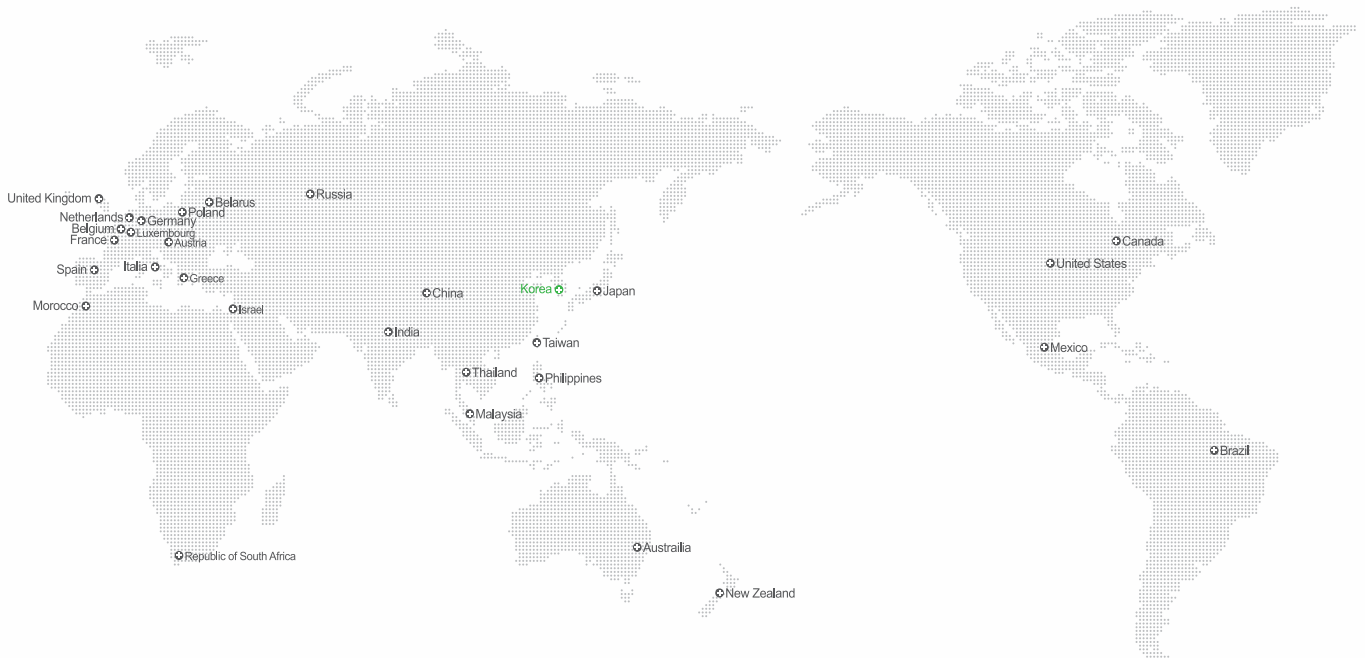 United Kingdom
Russia
Belarus
Poland
Netherlands
Germany
Belgium
Luxembourg
France
Austria
Canada
United States
Spain
Italia
Greece
China
Korea
Japan
Morocco
Israel
India
Taiwan
Mexico
Thailand
Philippines
Malaysia
Brazil
Austrailia
Republic of South Africa
New Zealand